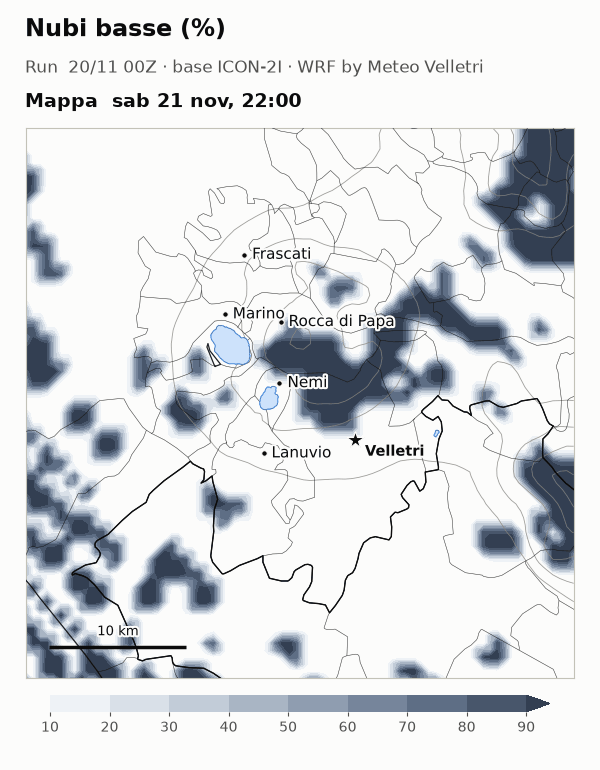 Nubi basse (%)
Run 20/11 00Z · base ICON-2I · WRF by Meteo Velletri
Mappa sab 21 nov, 22:00
Frascati
Marino
Rocca di Papa
Nemi
Velletri
Lanuvio
10 km
10 20 30 40 50 60 70 80 90